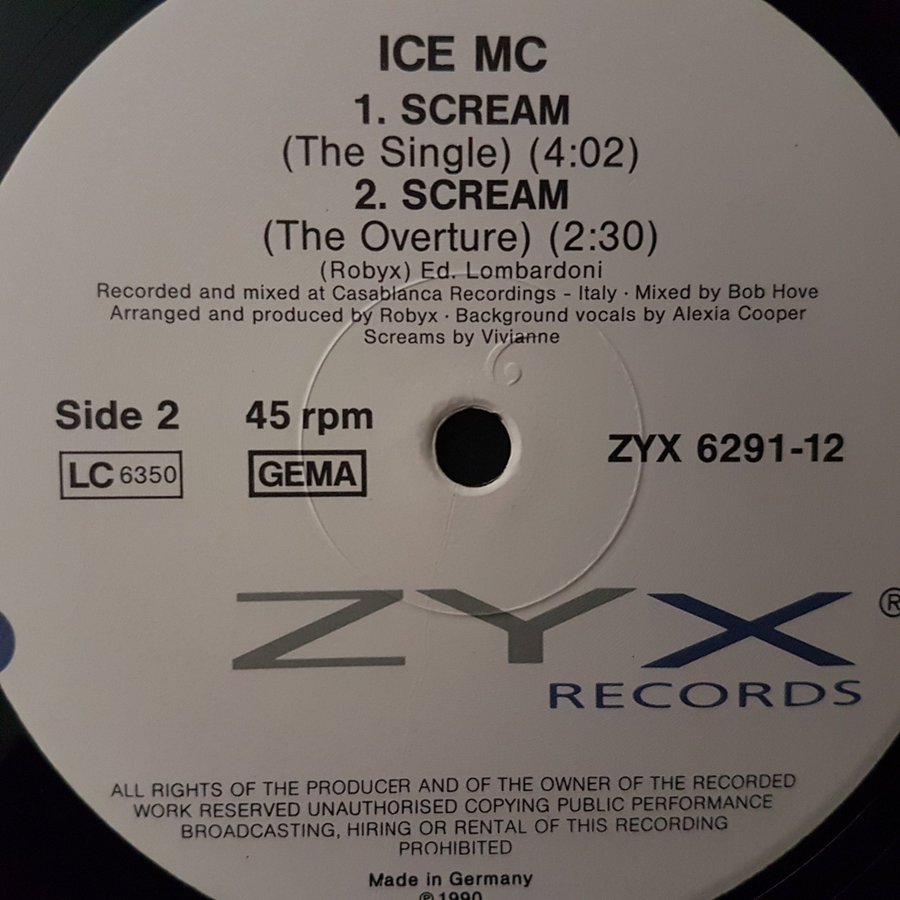 ICE MC
1. SCREAM
(The Single) (4:02)
2. SCREAM
(The Overture) (2:30)
(Robyx) Ed. Lombardoni
Recorded and mixed at Casablanca Recordings - Italy · Mixed by Bob Hove
Arranged and produced by Robyx · Background vocals by Alexia Cooper
Screams by Vivianne
Side 2 45 rpm
LC 6350 GEMA
ZYX 6291-12
ZYX ®
RECORDS
ALL RIGHTS OF THE PRODUCER AND OF THE OWNER OF THE RECORDED
WORK RESERVED UNAUTHORISED COPYING PUBLIC PERFORMANCE
BROADCASTING, HIRING OR RENTAL OF THIS RECORDING
PROHIBITED
Made in Germany
℗ 1990